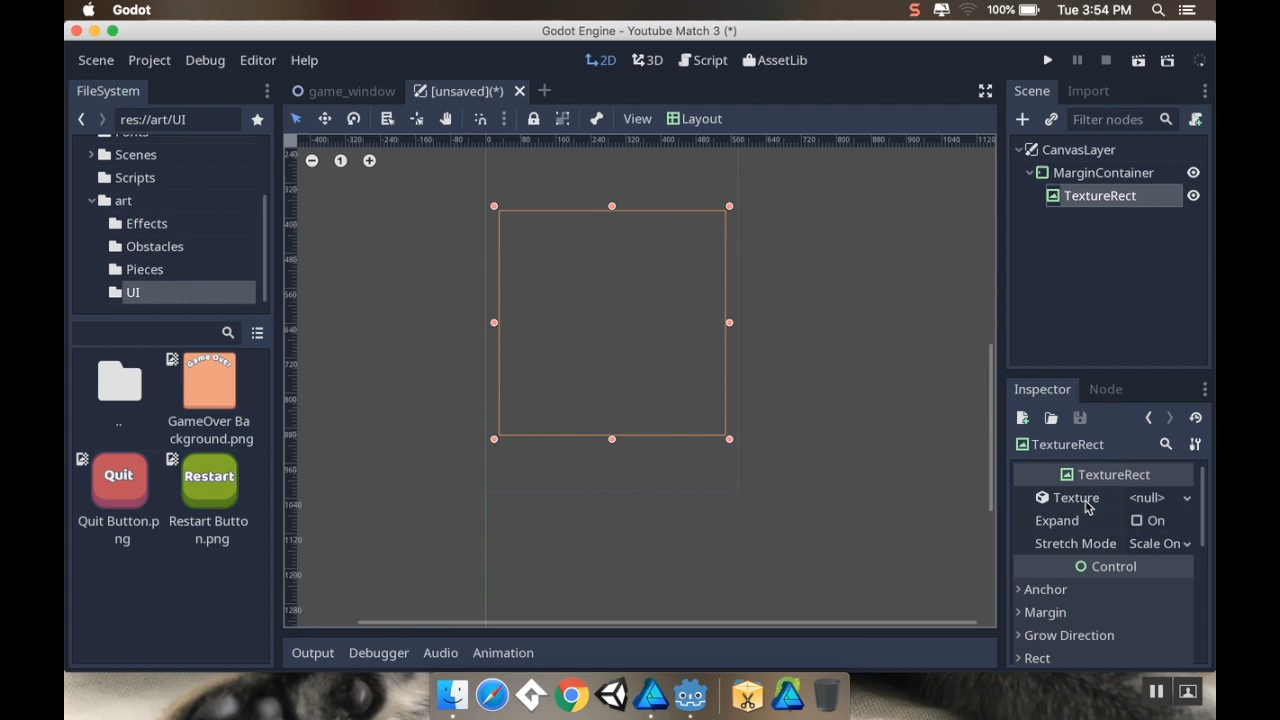 Godot
100%
Tue 3:54 PM
Godot Engine - Youtube Match 3 (*)
Scene Project Debug Editor Help
2D 3D Script AssetLib
FileSystem
game_window
[unsaved](*)
Scene Import
res://art/UI
View
Layout
Filter nodes
Scenes
Scripts
art
Effects
Obstacles
Pieces
UI
CanvasLayer
MarginContainer
TextureRect
Game Over
..
GameOver Ba
ckground.png
Quit
Restart
Quit Button.p
ng
Restart Butto
n.png
Inspector Node
TextureRect
TextureRect
Texture <null>
Expand On
Stretch Mode Scale On
Control
Anchor
Margin
Grow Direction
Rect
Output Debugger Audio Animation